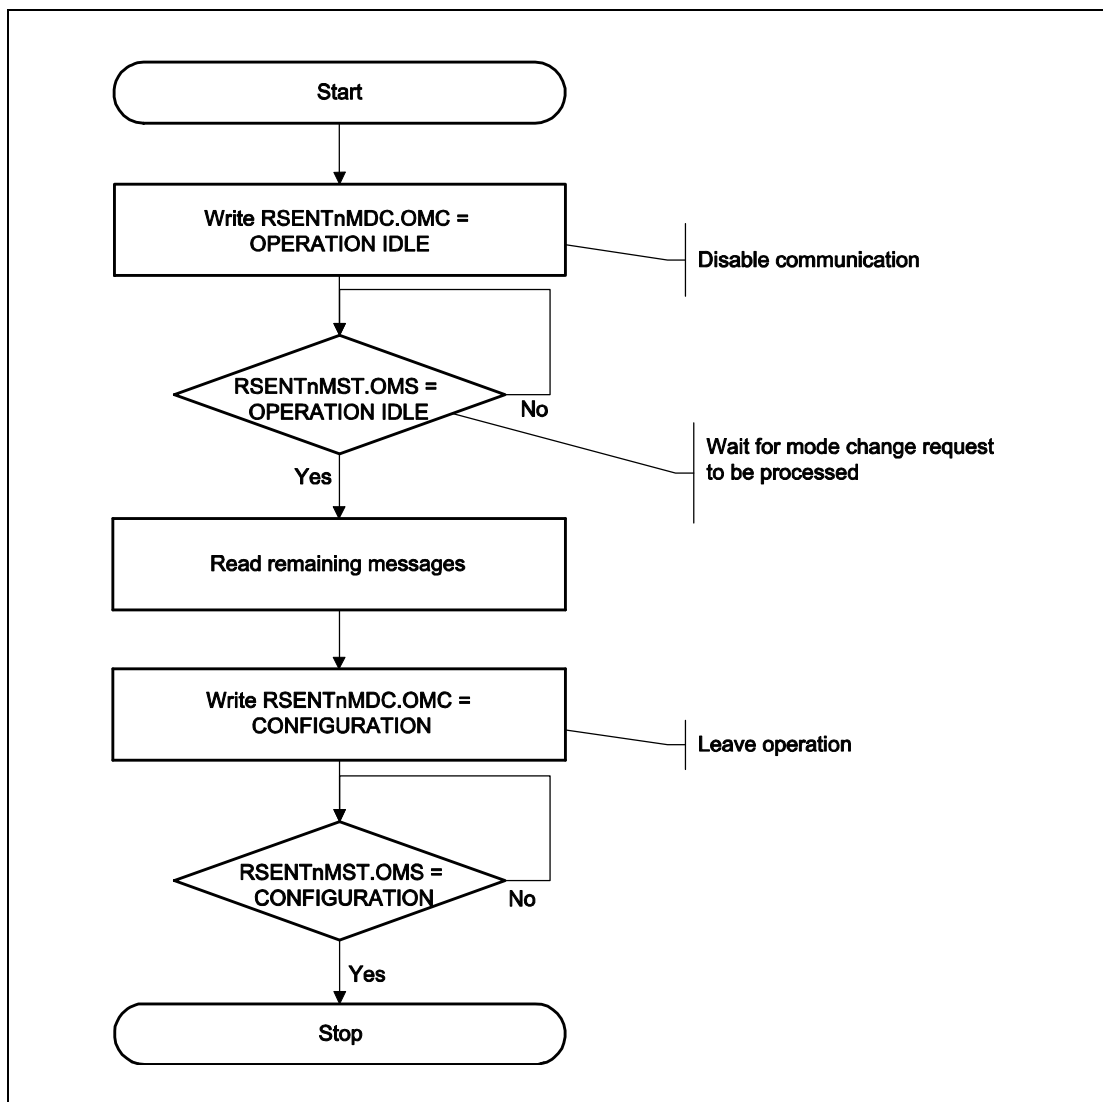 Start
Write RSENTnMDC.OMC =
OPERATION IDLE
Disable communication
RSENTnMST.OMS =
OPERATION IDLE
No
Wait for mode change request
to be processed
Yes
Read remaining messages
Write RSENTnMDC.OMC =
CONFIGURATION
Leave operation
RSENTnMST.OMS =
CONFIGURATION
No
Yes
Stop